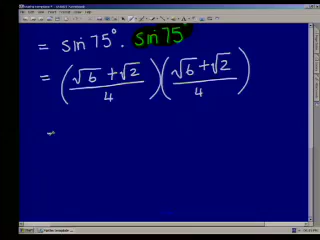 = sin 75°. sin 75
= ((√6 + √2)/4)((√6 + √2)/4)
=